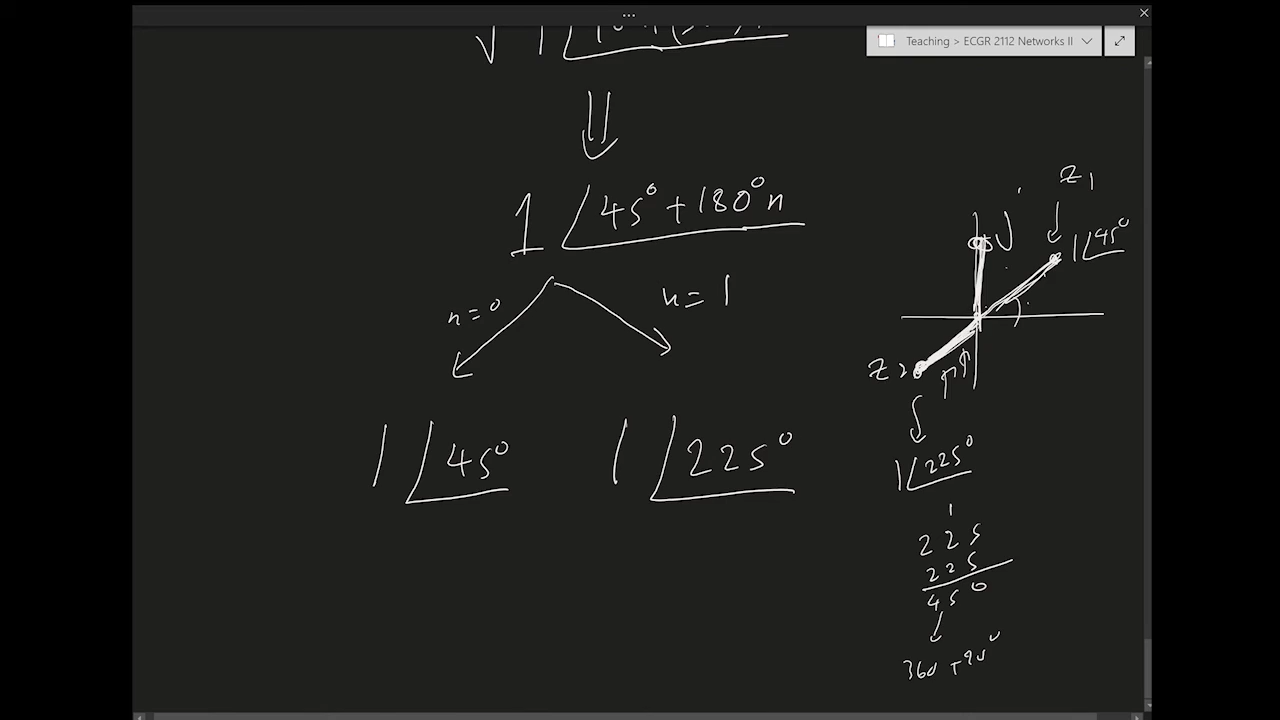 Teaching > ECGR 2112 Networks II
1 ∠45° + 180°n
n = 0
n = 1
1 ∠45°
1 ∠225°
z1
j
1 ∠45°
z2
1 ∠225°
1
225
225
450
360 + 90°